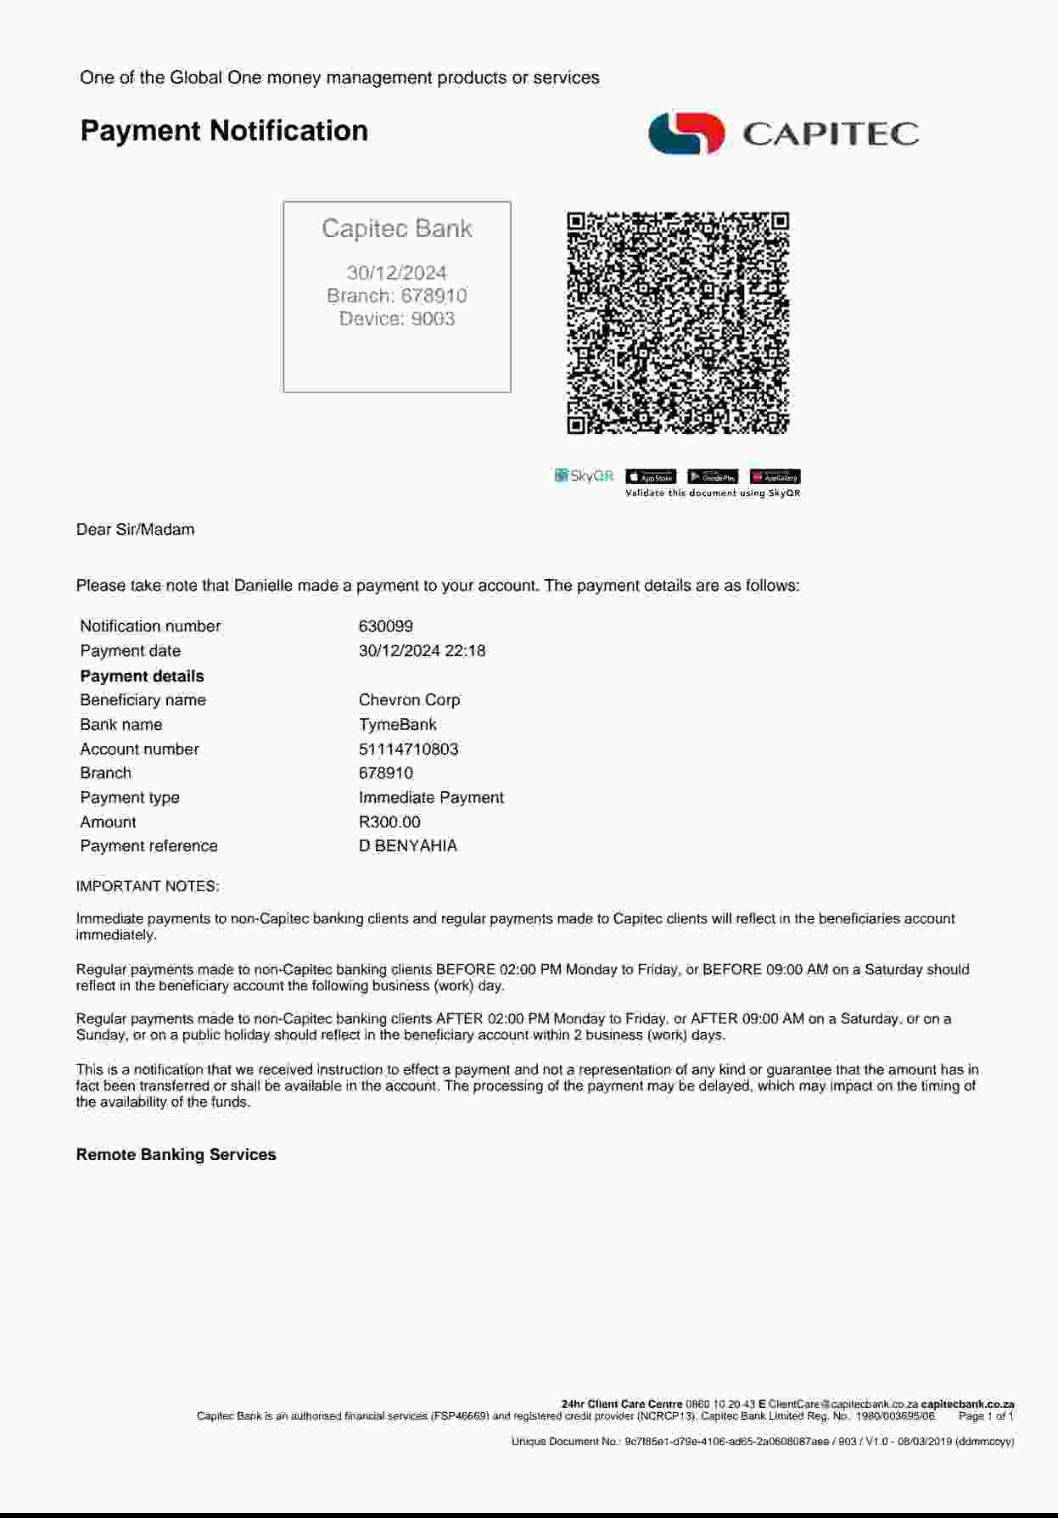 One of the Global One money management products or services
Payment Notification
CAPITEC
Capitec Bank
30/12/2024
Branch: 678910
Device: 9003
SkyQR App Store Google Play AppGallery
Validate this document using SkyQR
Dear Sir/Madam
Please take note that Danielle made a payment to your account. The payment details are as follows:
Notification number 630099
Payment date 30/12/2024 22:18
Payment details
Beneficiary name Chevron Corp
Bank name TymeBank
Account number 51114710803
Branch 678910
Payment type Immediate Payment
Amount R300.00
Payment reference D BENYAHIA
IMPORTANT NOTES:
Immediate payments to non-Capitec banking clients and regular payments made to Capitec clients will reflect in the beneficiaries account
immediately.
Regular payments made to non-Capitec banking clients BEFORE 02:00 PM Monday to Friday, or BEFORE 09:00 AM on a Saturday should
reflect in the beneficiary account the following business (work) day.
Regular payments made to non-Capitec banking clients AFTER 02:00 PM Monday to Friday, or AFTER 09:00 AM on a Saturday, or on a
Sunday, or on a public holiday should reflect in the beneficiary account within 2 business (work) days.
This is a notification that we received instruction to effect a payment and not a representation of any kind or guarantee that the amount has in
fact been transferred or shall be available in the account. The processing of the payment may be delayed, which may impact on the timing of
the availability of the funds.
Remote Banking Services
24hr Client Care Centre 0860 10 20 43 E ClientCare@capitecbank.co.za capitecbank.co.za
Capitec Bank is an authorised financial services (FSP46669) and registered credit provider (NCRCP13). Capitec Bank Limited Reg. No.: 1980/003695/06. Page 1 of 1
Unique Document No.: / 903 / V1.0 - 08/03/2019 (ddmmccyy)